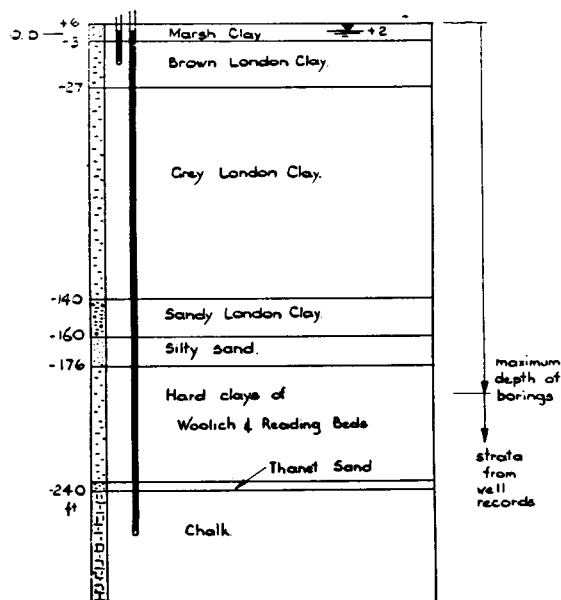 +6
Marsh Clay
+2
O.D
-3
Brown London Clay.
-27
Grey London Clay.
-140
Sandy London Clay
-160
Silty sand.
-176
maximum
depth of
borings
Hard clays of
Woolich & Reading Beds
Thanet Sand
strata
from
well
records
-240
ft
Chalk